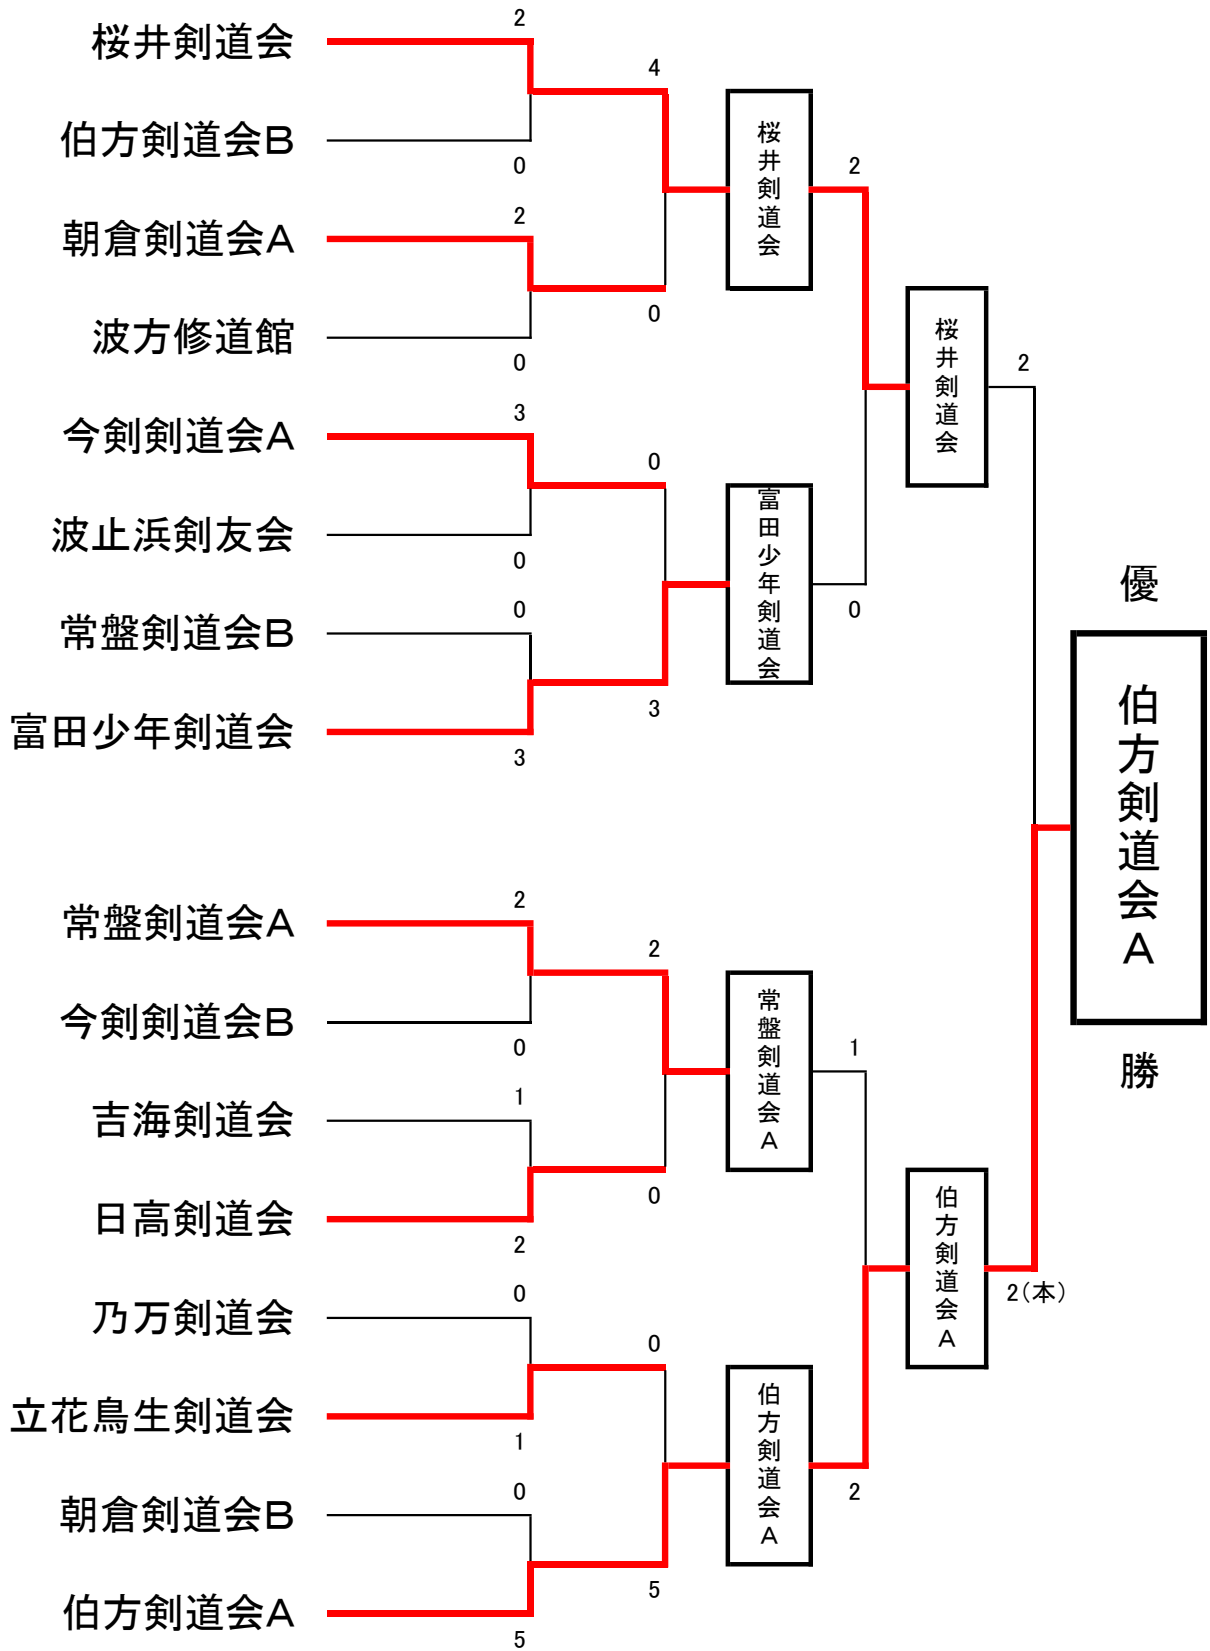 桜井剣道会
2
4
伯方剣道会B
0
朝倉剣道会A
2
0
波方修道館
0
今剣剣道会A
3
0
波止浜剣友会
0
常盤剣道会B
0
富田少年剣道会
3
3
桜井剣道会
2
富田少年剣道会
0
桜井剣道会
2
常盤剣道会A
2
2
今剣剣道会B
0
吉海剣道会
1
日高剣道会
2
0
乃万剣道会
0
立花鳥生剣道会
1
0
朝倉剣道会B
0
伯方剣道会A
5
5
常盤剣道会A
1
伯方剣道会A
2
伯方剣道会A
2(本)
優
伯方剣道会A
勝